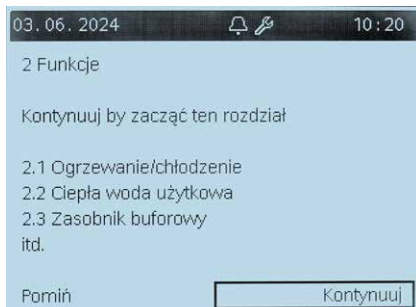 03.06.2024 10:20
2 Funkcje
Kontynuuj by zacząć ten rozdział
2.1 Ogrzewanie/chłodzenie
2.2 Ciepła woda użytkowa
2.3 Zasobnik buforowy
itd.
Pomiń Kontynuuj